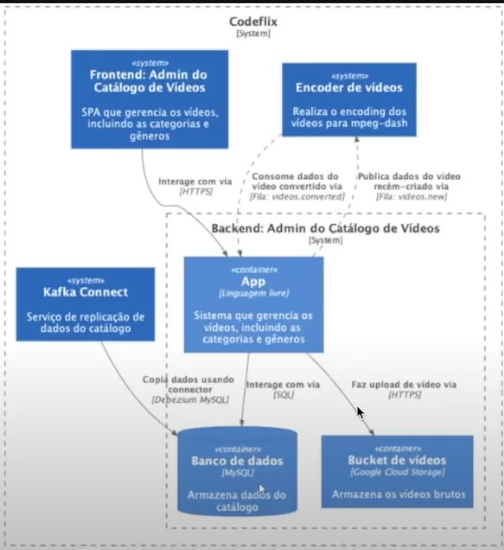 Codeflix
[System]
«system»
Frontend: Admin do
Catálogo de Vídeos
SPA que gerencia os vídeos,
incluindo as categorias e
gêneros
«system»
Encoder de vídeos
Realiza o encoding dos
vídeos para mpeg-dash
Interage com via
[HTTPS]
Consome dados do
vídeo convertido via
[Fila: videos.converted]
Publica dados do vídeo
recém-criado via
[Fila: videos.new]
Backend: Admin do Catálogo de Vídeos
[System]
«system»
Kafka Connect
Serviço de replicação de
dados do catálogo
«container»
App
[Linguagem livre]
Sistema que gerencia os
vídeos, incluindo as
categorias e gêneros
Copia dados usando
connector
[Debezium MySQL]
Interage com via
[SQL]
Faz upload de vídeo via
[HTTPS]
«container»
Banco de dados
[MySQL]
Armazena dados do
catálogo
«container»
Bucket de vídeos
[Google Cloud Storage]
Armazena os vídeos brutos